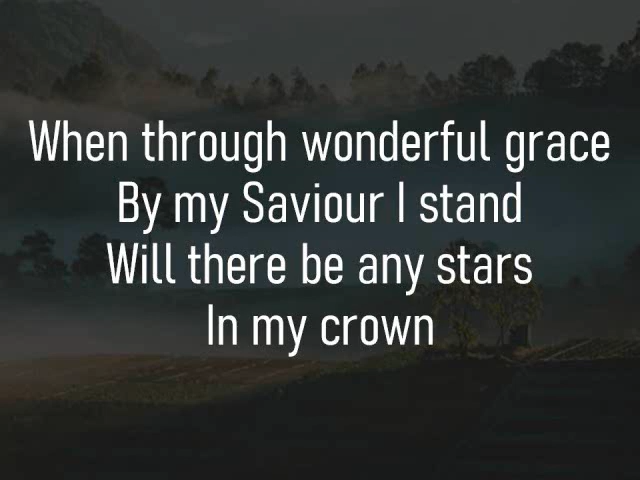 When through wonderful grace
By my Saviour I stand
Will there be any stars
In my crown